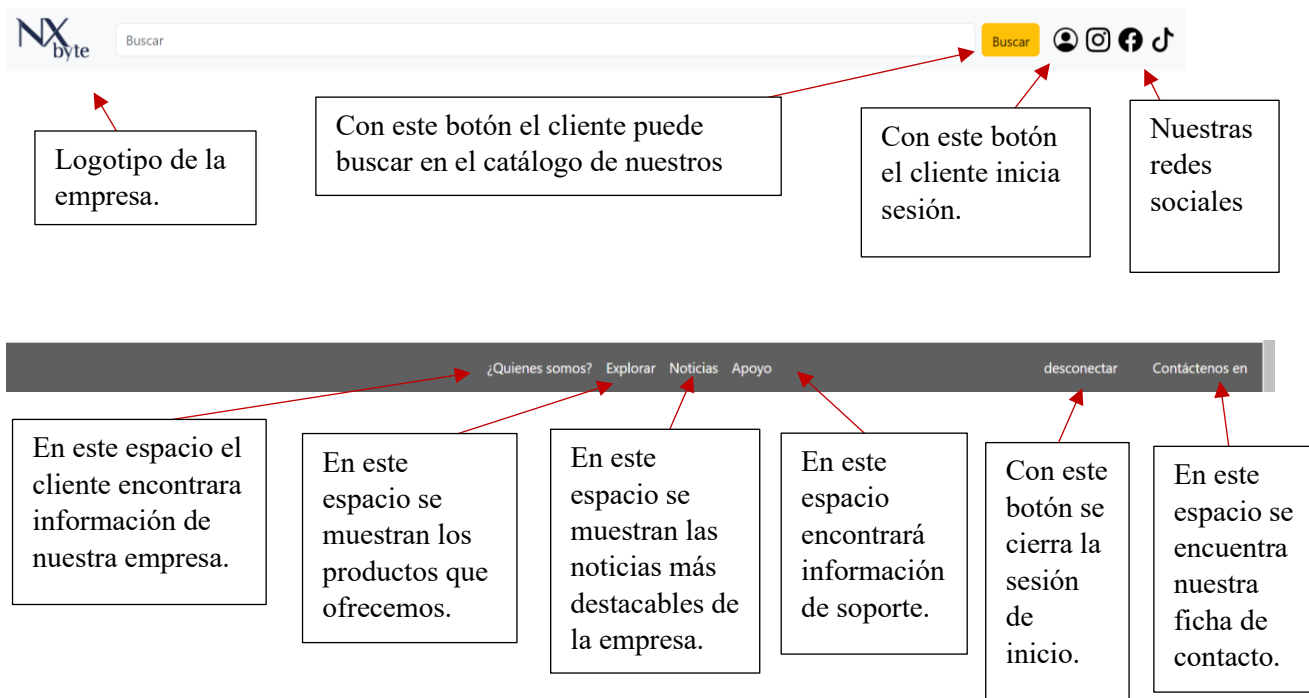 NX
byte
Buscar
Buscar
Logotipo de la
empresa.
Con este botón el cliente puede
buscar en el catálogo de nuestros
Con este botón
el cliente inicia
sesión.
Nuestras
redes
sociales
¿Quienes somos? Explorar Noticias Apoyo
desconectar
Contáctenos en
En este espacio el
cliente encontrara
información de
nuestra empresa.
En este
espacio se
muestran los
productos que
ofrecemos.
En este
espacio se
muestran las
noticias más
destacables de
la empresa.
En este
espacio
encontrará
información
de soporte.
Con este
botón se
cierra la
sesión
de
inicio.
En este
espacio se
encuentra
nuestra
ficha de
contacto.